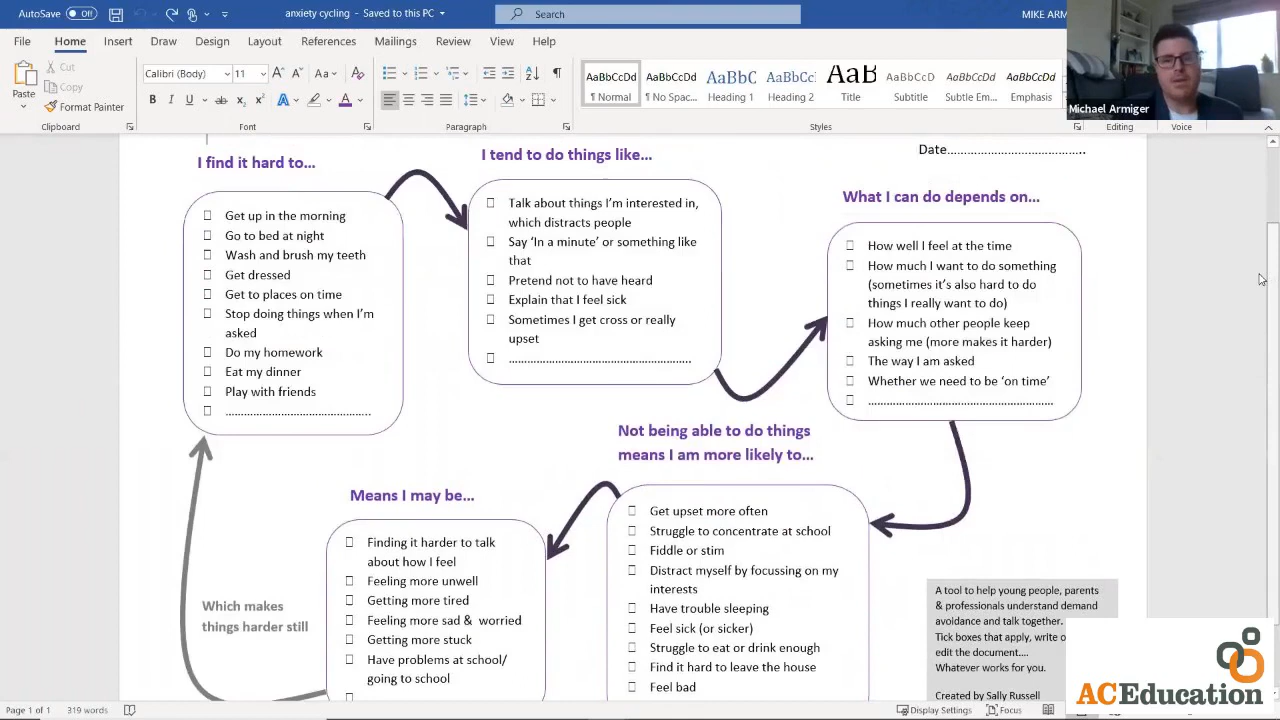 AutoSave Off
anxiety cycling - Saved to this PC
Search
MIKE ARM
File Home Insert Draw Design Layout References Mailings Review View Help
Cut
Copy
Format Painter
Paste
Calibri (Body) 11
AaBbCcDd AaBbCcDd AaBbC AaBbCc AaB AaBbCcD AaBbCcDd AaBbCcDd
¶ Normal ¶ No Spac... Heading 1 Heading 2 Title Subtitle Subtle Em... Emphasis
Michael Armiger
Clipboard Font Paragraph Styles Editing Voice
Date……………………………………..
I find it hard to…
Get up in the morning
Go to bed at night
Wash and brush my teeth
Get dressed
Get to places on time
Stop doing things when I’m
asked
Do my homework
Eat my dinner
Play with friends
…………………………………….
I tend to do things like…
Talk about things I’m interested in,
which distracts people
Say ‘In a minute’ or something like
that
Pretend not to have heard
Explain that I feel sick
Sometimes I get cross or really
upset
……………………………………………….
What I can do depends on…
How well I feel at the time
How much I want to do something
(sometimes it’s also hard to do
things I really want to do)
How much other people keep
asking me (more makes it harder)
The way I am asked
Whether we need to be ‘on time’
……………………………………………….
Not being able to do things
means I am more likely to…
Get upset more often
Struggle to concentrate at school
Fiddle or stim
Distract myself by focussing on my
interests
Have trouble sleeping
Feel sick (or sicker)
Struggle to eat or drink enough
Find it hard to leave the house
Feel bad
Means I may be…
Finding it harder to talk
about how I feel
Feeling more unwell
Getting more tired
Feeling more sad & worried
Getting more stuck
Have problems at school/
going to school
Which makes
things harder still
A tool to help young people, parents
& professionals understand demand
avoidance and talk together.
Tick boxes that apply, write o
edit the document….
Whatever works for you.
Created by Sally Russell
ACEducation
Page 1 of 1 319 words
Display Settings Focus